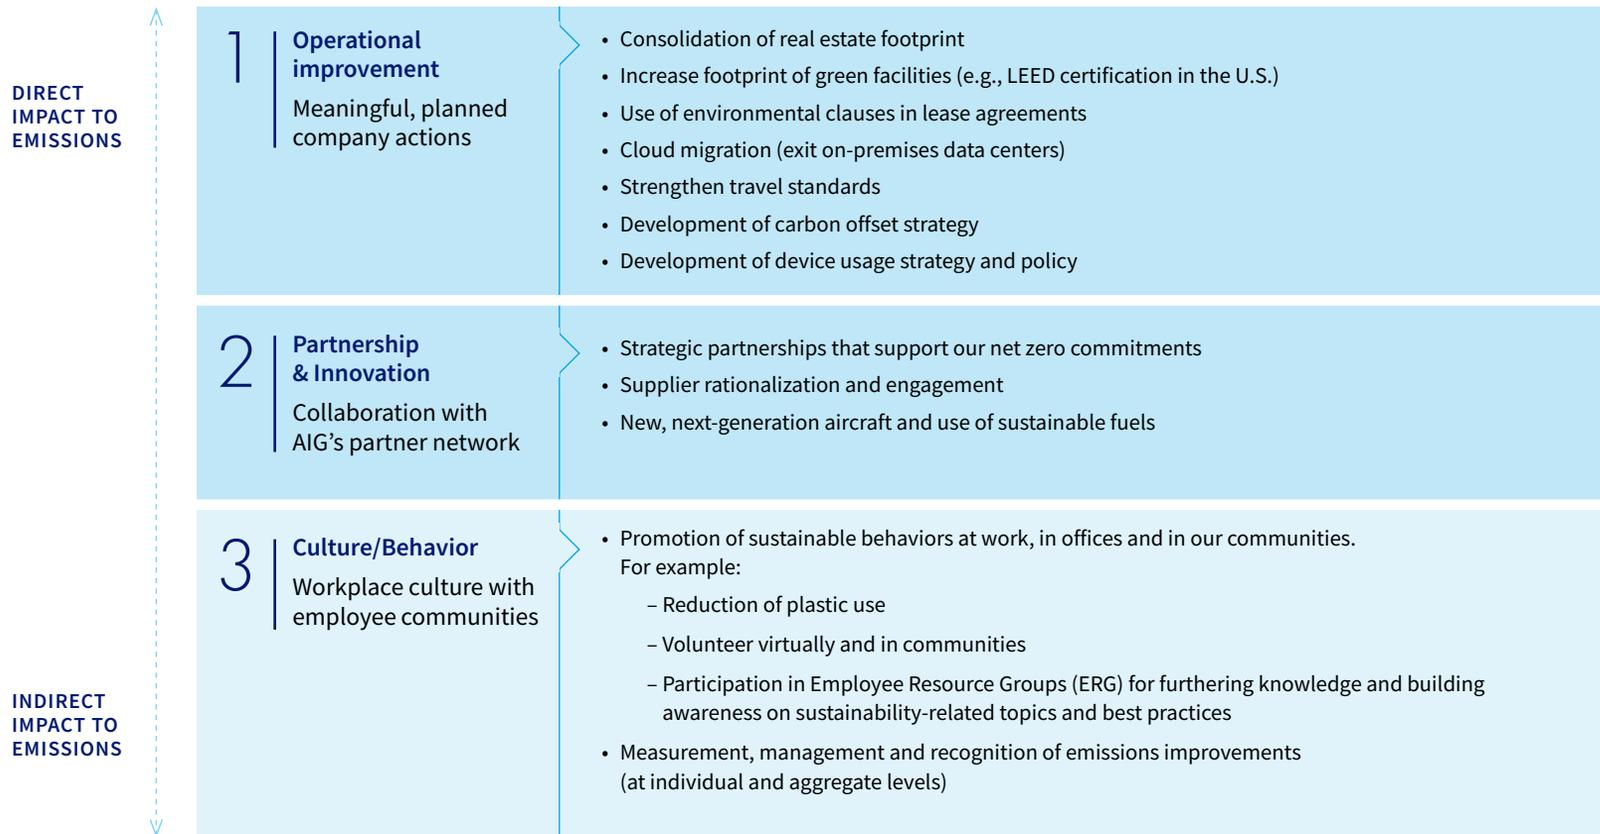 DIRECT
IMPACT TO
EMISSIONS
1
Operational
improvement
Meaningful, planned
company actions
• Consolidation of real estate footprint
• Increase footprint of green facilities (e.g., LEED certification in the U.S.)
• Use of environmental clauses in lease agreements
• Cloud migration (exit on-premises data centers)
• Strengthen travel standards
• Development of carbon offset strategy
• Development of device usage strategy and policy
2
Partnership
& Innovation
Collaboration with
AIG’s partner network
• Strategic partnerships that support our net zero commitments
• Supplier rationalization and engagement
• New, next-generation aircraft and use of sustainable fuels
3
Culture/Behavior
Workplace culture with
employee communities
• Promotion of sustainable behaviors at work, in offices and in our communities.
For example:
– Reduction of plastic use
– Volunteer virtually and in communities
– Participation in Employee Resource Groups (ERG) for furthering knowledge and building
awareness on sustainability-related topics and best practices
• Measurement, management and recognition of emissions improvements
(at individual and aggregate levels)
INDIRECT
IMPACT TO
EMISSIONS